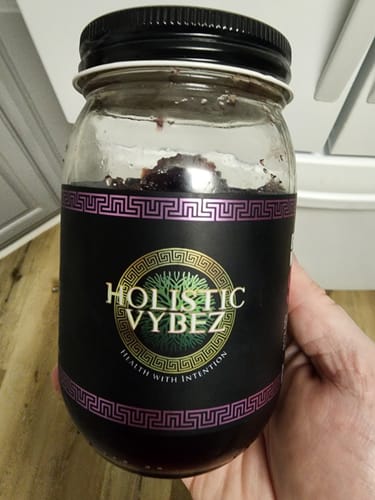 HOLISTIC
VYBEZ
HEALTH WITH INTENTION